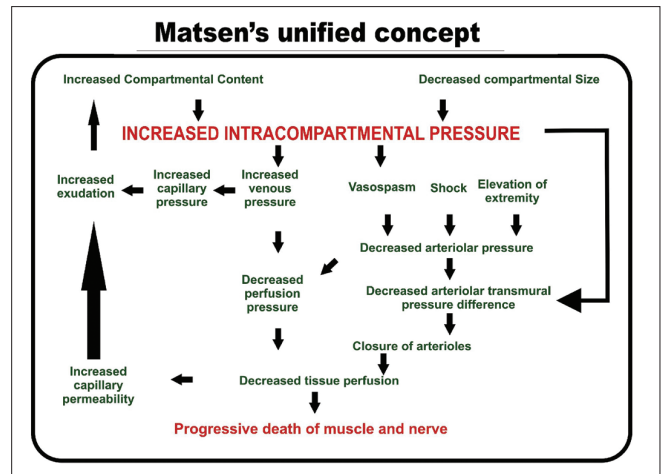 Matsen's unified concept
Increased Compartmental Content
Decreased compartmental Size
INCREASED INTRACOMPARTMENTAL PRESSURE
Increased
exudation
Increased
capillary
pressure
Increased
venous
pressure
Vasospasm
Shock
Elevation of
extremity
Decreased arteriolar pressure
Decreased
perfusion
pressure
Decreased arteriolar transmural
pressure difference
Closure of arterioles
Increased
capillary
permeability
Decreased tissue perfusion
Progressive death of muscle and nerve